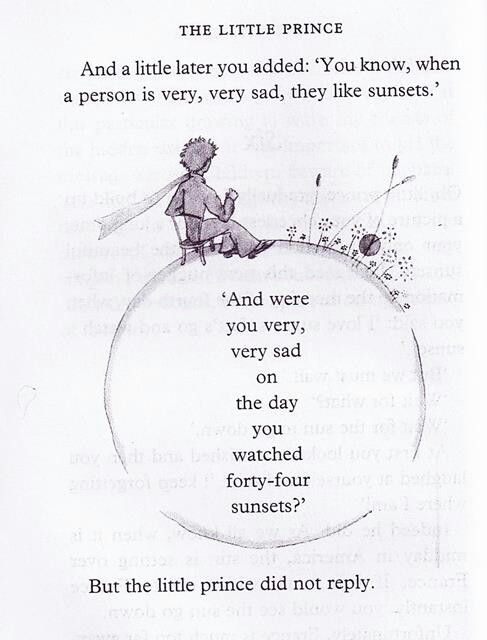 THE LITTLE PRINCE
And a little later you added: ‘You know, when
a person is very, very sad, they like sunsets.’
‘And were
you very,
very sad
on
the day
you
watched
forty-four
sunsets?’
But the little prince did not reply.